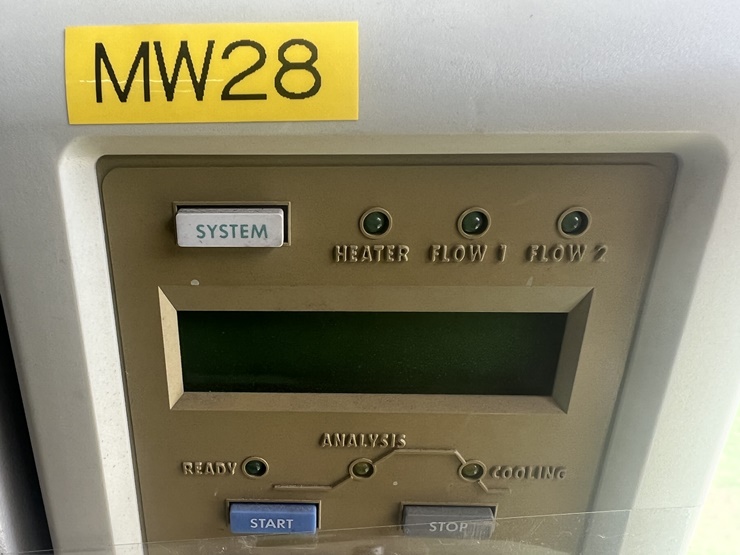 MW28
SYSTEM
HEATER FLOW 1 FLOW 2
ANALYSIS
READY COOLING
START STOP